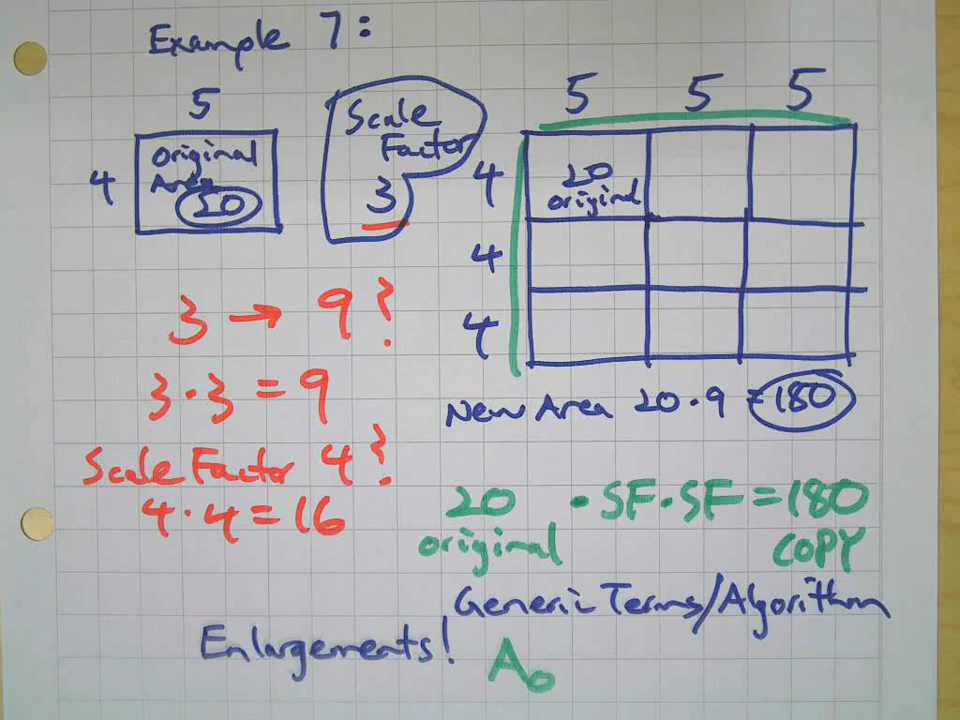 Example 7:
5
4
original
Area
20
Scale
Factor
3
5 5 5
4
20
original
4
4
New Area 20 • 9 = 180
3 → 9?
3 • 3 = 9
Scale Factor 4?
4 • 4 = 16
20 • SF • SF = 180
original COPY
Generic Terms/Algorithm
Enlargements!
Ao